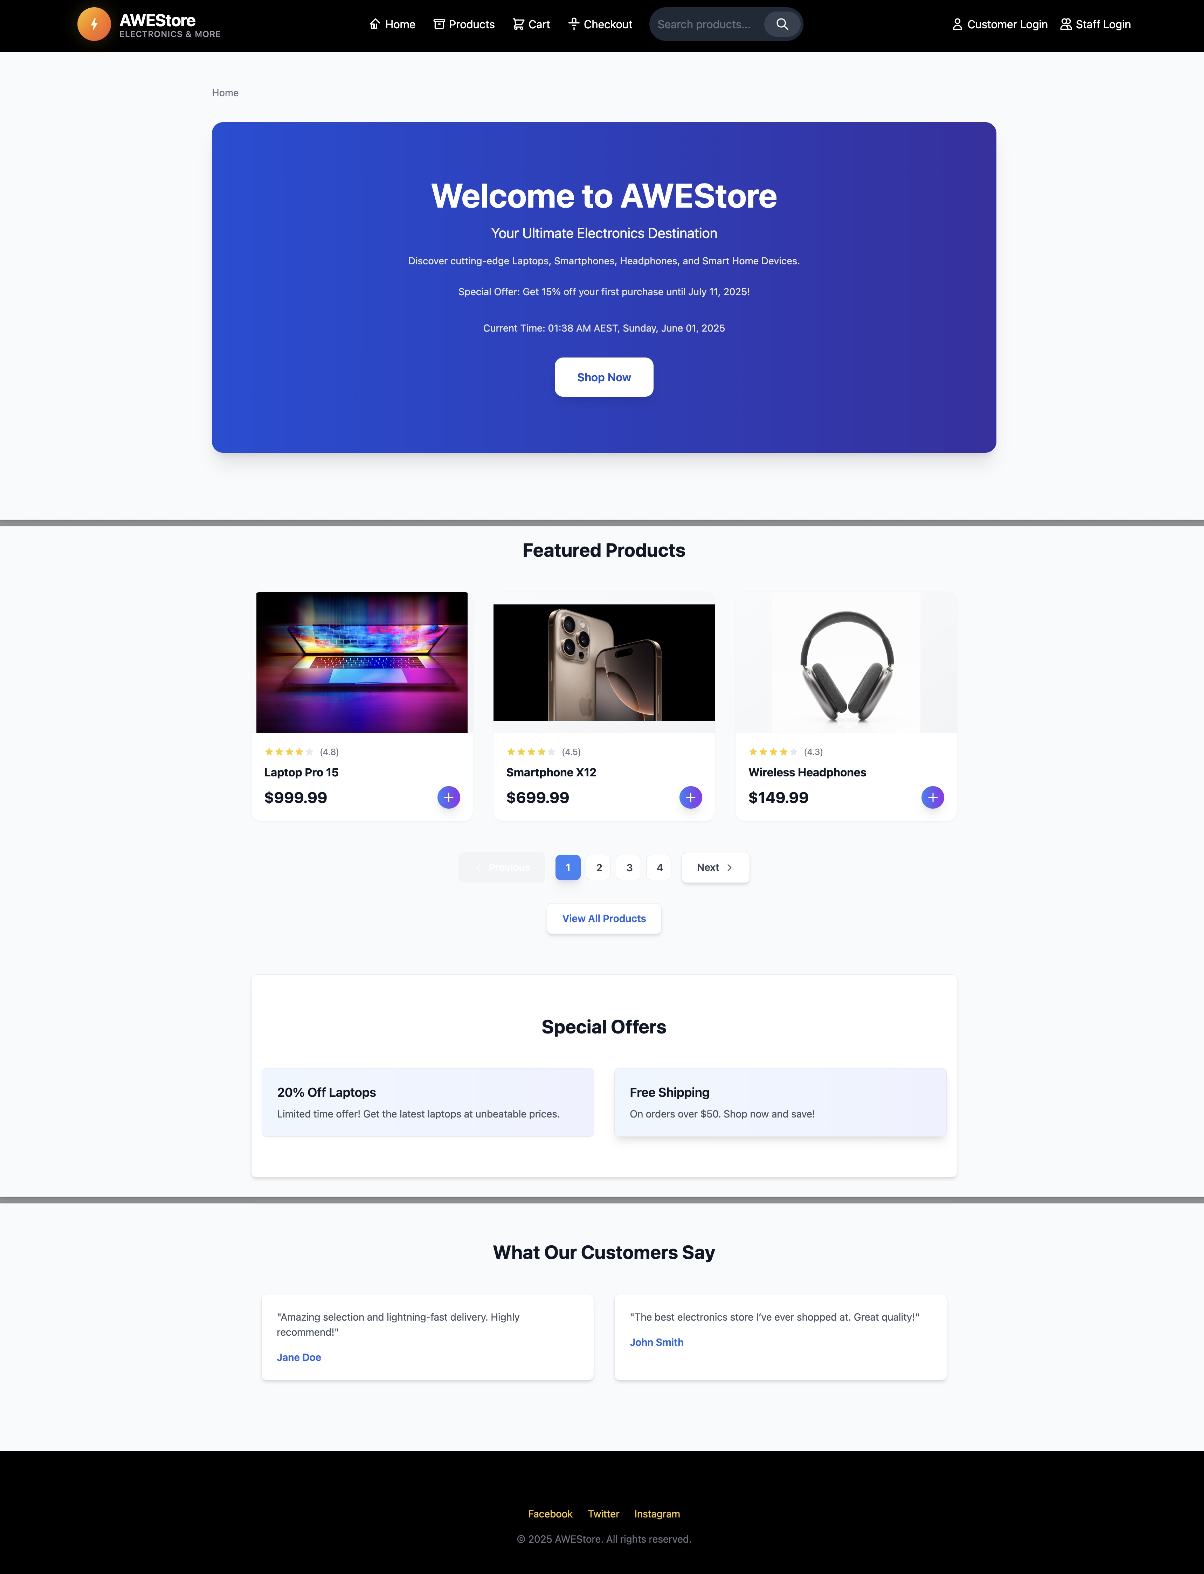 AWEStore
ELECTRONICS & MORE
Home
Products
Cart
Checkout
Search products...
Customer Login
Staff Login
Home
Welcome to AWEStore
Your Ultimate Electronics Destination
Discover cutting-edge Laptops, Smartphones, Headphones, and Smart Home Devices.
Special Offer: Get 15% off your first purchase until July 11, 2025!
Current Time: 01:38 AM AEST, Sunday, June 01, 2025
Shop Now
Featured Products
(4.8)
Laptop Pro 15
$999.99
(4.5)
Smartphone X12
$699.99
(4.3)
Wireless Headphones
$149.99
Previous
1
2
3
4
Next
View All Products
Special Offers
20% Off Laptops
Limited time offer! Get the latest laptops at unbeatable prices.
Free Shipping
On orders over $50. Shop now and save!
What Our Customers Say
"Amazing selection and lightning-fast delivery. Highly
recommend!"
Jane Doe
"The best electronics store I've ever shopped at. Great quality!"
John Smith
Facebook
Twitter
Instagram
© 2025 AWEStore. All rights reserved.